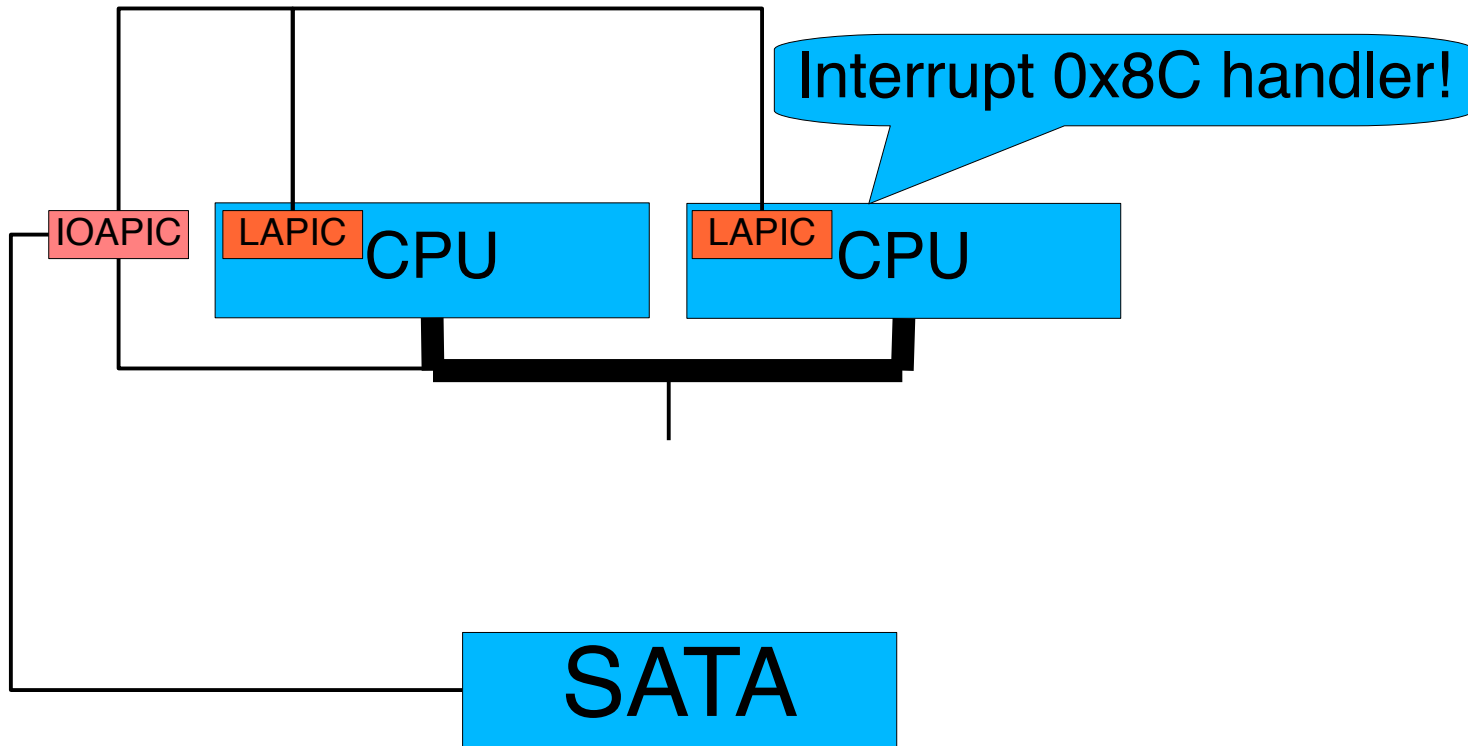 Interrupt 0x8C handler!
IOAPIC
LAPIC
CPU
LAPIC
CPU
SATA